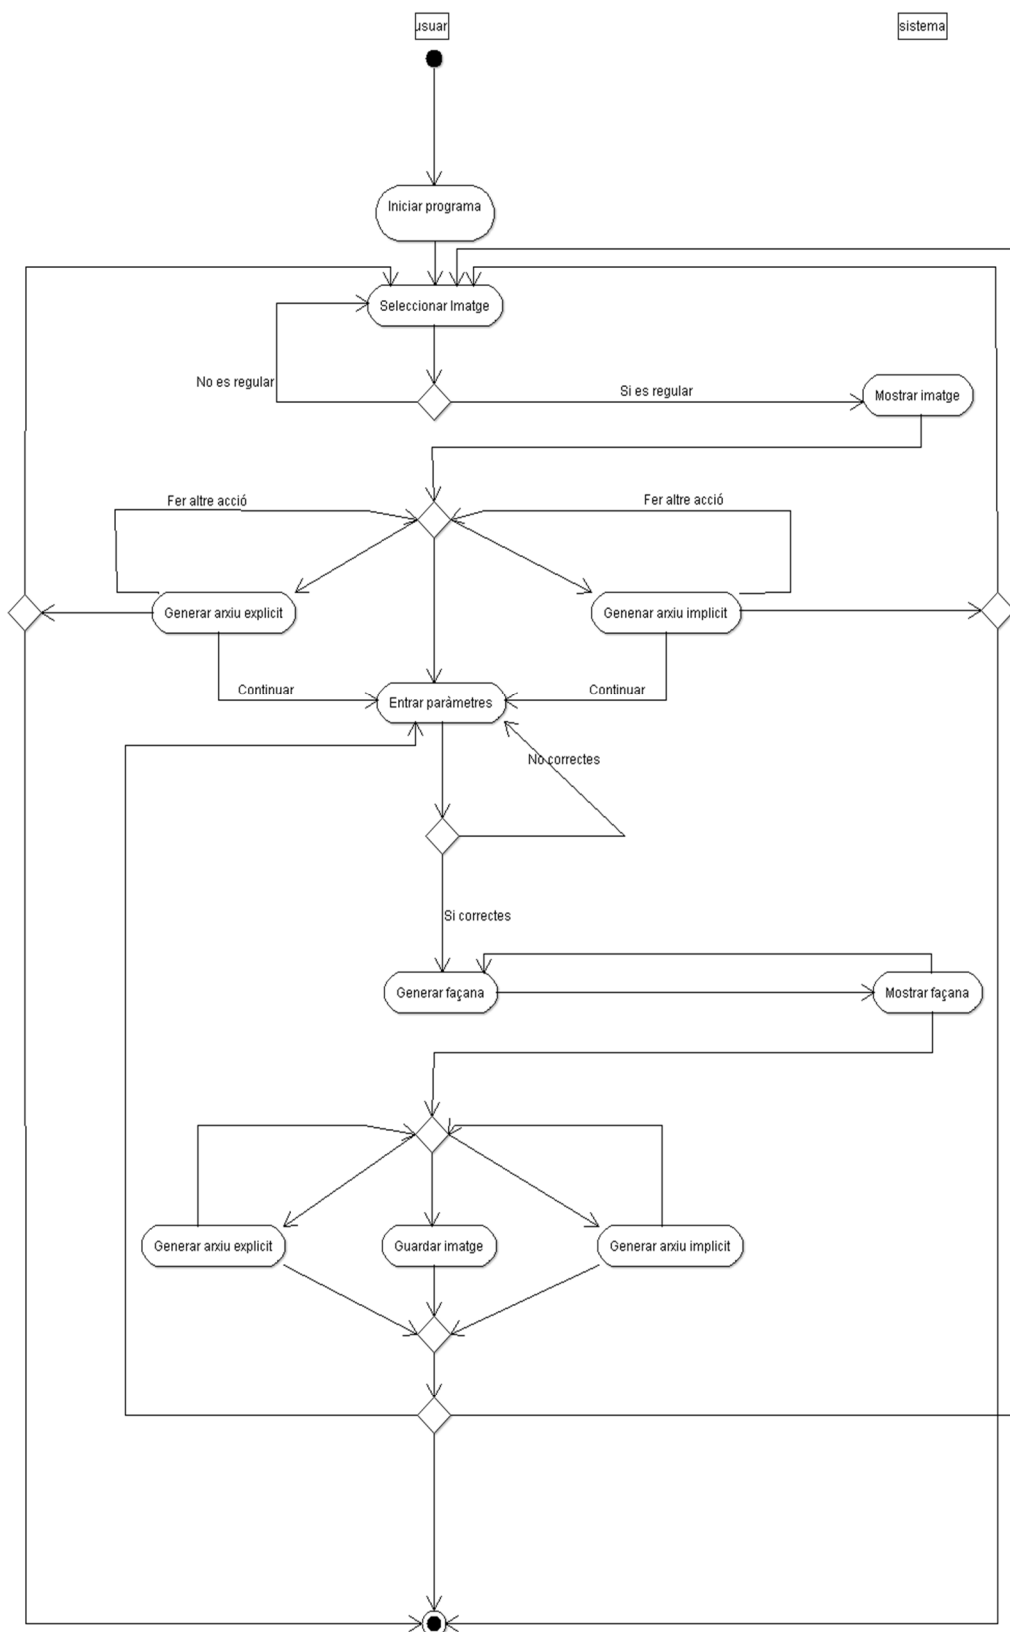 usuar
sistema
Iniciar programa
Seleccionar Imatge
No es regular
Si es regular
Mostrar imatge
Fer altre acció
Fer altre acció
Generar arxiu explicit
Genenar arxiu implicit
Continuar
Entrar paràmetres
Continuar
No correctes
Si correctes
Generar façana
Mostrar façana
Generar arxiu explicit
Guardar imatge
Generar arxiu implicit